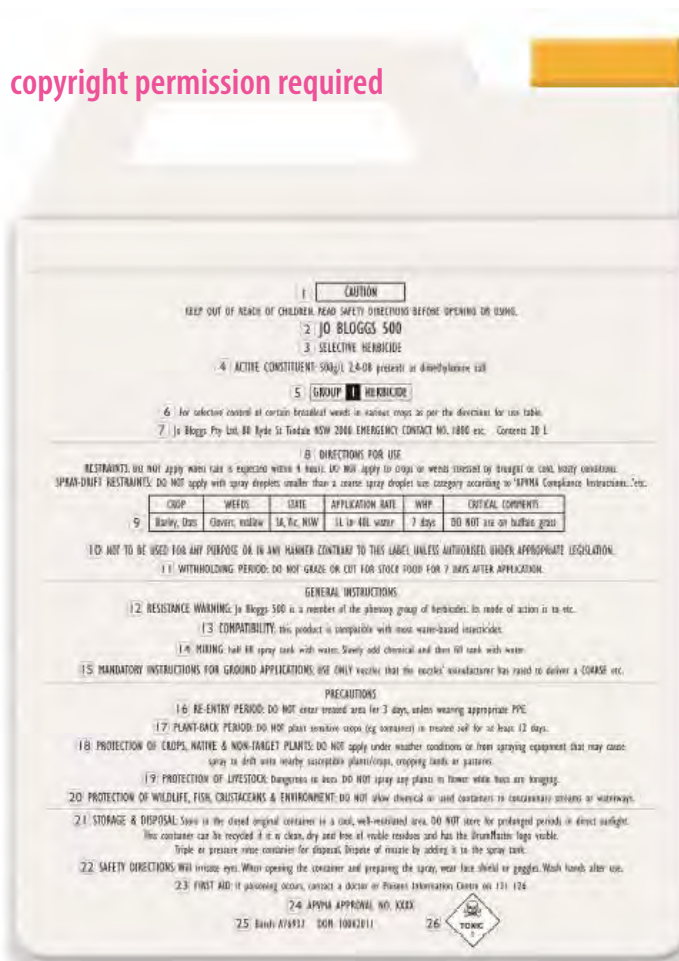 copyright permission required
1 CAUTION
KEEP OUT OF REACH OF CHILDREN. READ SAFETY DIRECTIONS BEFORE OPENING OR USING.
2 JO BLOGGS 500
3 SELECTIVE HERBICIDE
4 ACTIVE CONSTITUENT: 500g/L 2,4-DB presents as dimethylamine salt
5 GROUP I HERBICIDE
6 For selective control of certain broadleaf weeds in various crops as per the directions for use table.
7 Jo Bloggs Pty Ltd, 80 Ryde St Tindale NSW 2000 EMERGENCY CONTACT NO. 1800 etc. Contents 20 L
8 DIRECTIONS FOR USE
RESTRAINTS: DO NOT apply when rain is expected within 4 hours. DO NOT apply to crops or weeds stressed by drought or cold, frosty conditions.
SPRAY-DRIFT RESTRAINTS: DO NOT apply with spray droplets smaller than a coarse spray droplet size category according to 'APVMA Compliance Instructions...'etc.
CROP WEEDS STATE APPLICATION RATE WHP CRITICAL COMMENTS
9 Barley, Oats Clovers, mallow SA, Vic, NSW 3L in 40L water 7 days DO NOT use on buffalo grass
10 NOT TO BE USED FOR ANY PURPOSE OR IN ANY MANNER CONTRARY TO THIS LABEL UNLESS AUTHORISED UNDER APPROPRIATE LEGISLATION.
11 WITHHOLDING PERIOD: DO NOT GRAZE OR CUT FOR STOCK FOOD FOR 7 DAYS AFTER APPLICATION.
GENERAL INSTRUCTIONS
12 RESISTANCE WARNING: Jo Bloggs 500 is a member of the phenoxy group of herbicides. Its mode of action is to etc.
13 COMPATIBILITY: this product is compatible with most water-based insecticides.
14 MIXING: half fill spray tank with water. Slowly add chemical and then fill tank with water.
15 MANDATORY INSTRUCTIONS FOR GROUND APPLICATIONS: USE ONLY nozzles that the nozzles' manufacturer has rated to deliver a COARSE etc.
PRECAUTIONS
16 RE-ENTRY PERIOD: DO NOT enter treated area for 3 days, unless wearing appropriate PPE.
17 PLANT-BACK PERIOD: DO NOT plant sensitive crops (eg tomatoes) in treated soil for at least 12 days.
18 PROTECTION OF CROPS, NATIVE & NON-TARGET PLANTS: DO NOT apply under weather conditions or from spraying equipment that may cause
spray to drift onto nearby susceptible plants/crops, cropping lands or pastures.
19 PROTECTION OF LIVESTOCK: Dangerous to bees. DO NOT spray any plants in flower while bees are foraging.
20 PROTECTION OF WILDLIFE, FISH, CRUSTACEANS & ENVIRONMENT: DO NOT allow chemical or used containers to contaminate streams or waterways.
21 STORAGE & DISPOSAL: Store in the closed original container in a cool, well-ventilated area. DO NOT store for prolonged periods in direct sunlight.
This container can be recycled if it is clean, dry and free of visible residues and has the DrumMaster logo visible.
Triple or pressure rinse container for disposal. Dispose of rinsate by adding it to the spray tank.
22 SAFETY DIRECTIONS: Will irritate eyes. When opening the container and preparing the spray, wear face shield or goggles. Wash hands after use.
23 FIRST AID: if poisoning occurs, contact a doctor or Poisons Information Centre on 131 126
24 APVMA APPROVAL NO. XXXX
25 Batch A76937 DOM 10062011 26 TOXIC